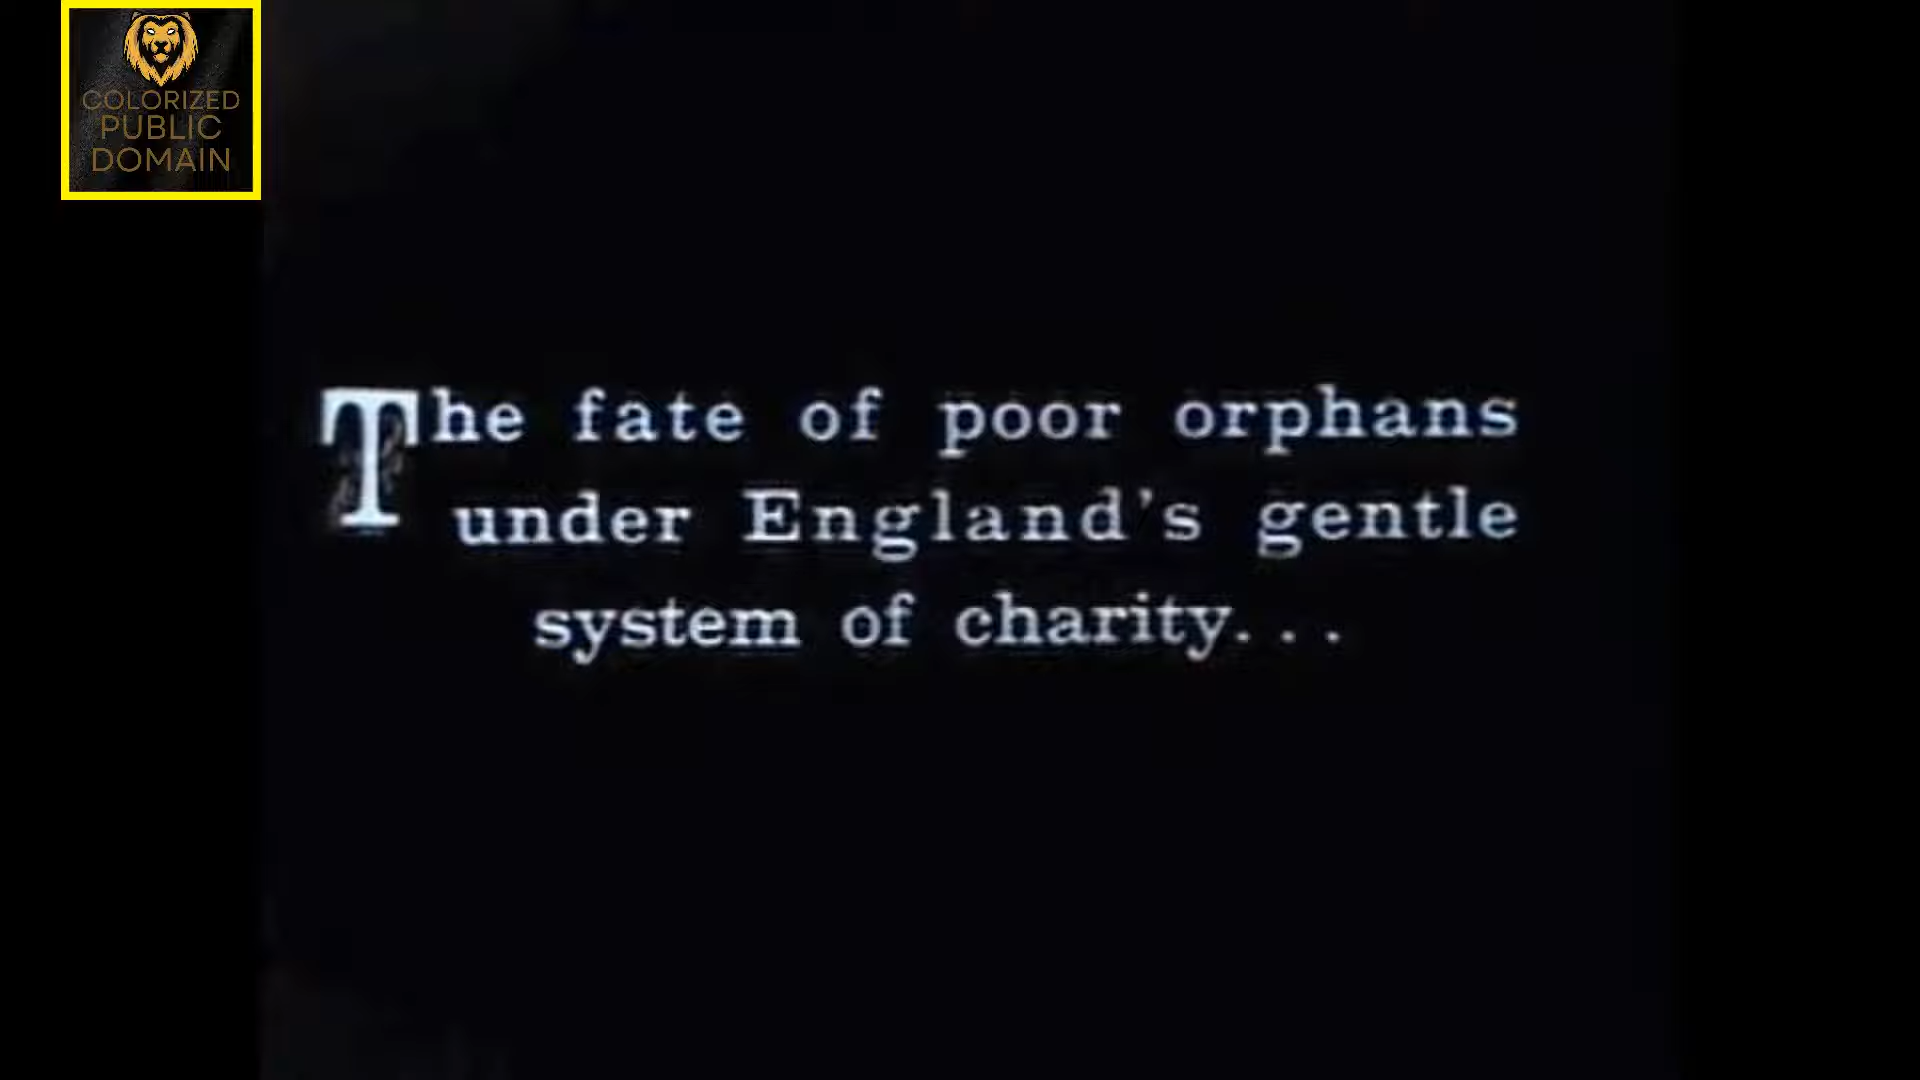 COLORIZED
PUBLIC
DOMAIN
The fate of poor orphans
under England's gentle
system of charity...